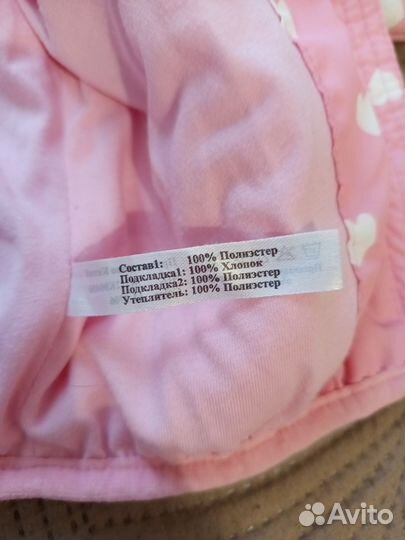 Состав1: 100% Полиэстер
Подкладка1: 100% Хлопок
Подкладка2: 100% Полиэстер
Утеплитель: 100% Полиэстер
Avito